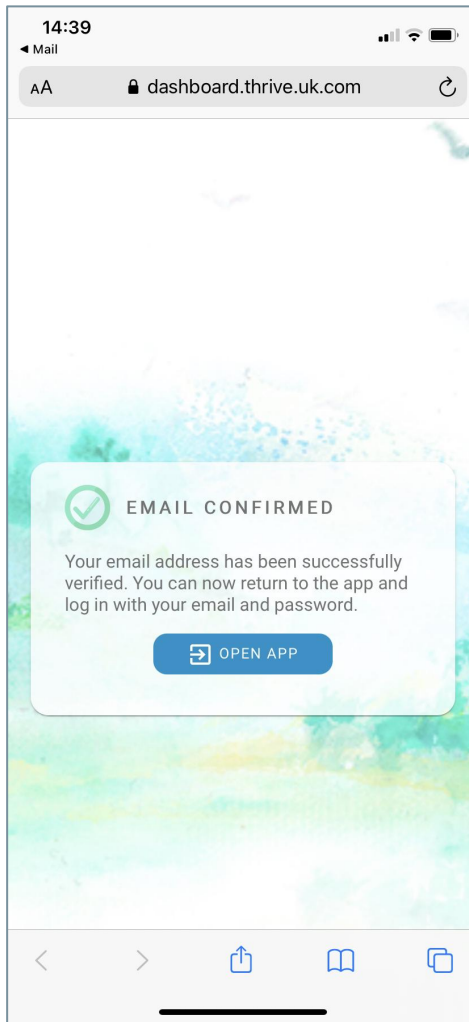 14:39
◀ Mail
AA dashboard.thrive.uk.com
EMAIL CONFIRMED
Your email address has been successfully
verified. You can now return to the app and
log in with your email and password.
OPEN APP